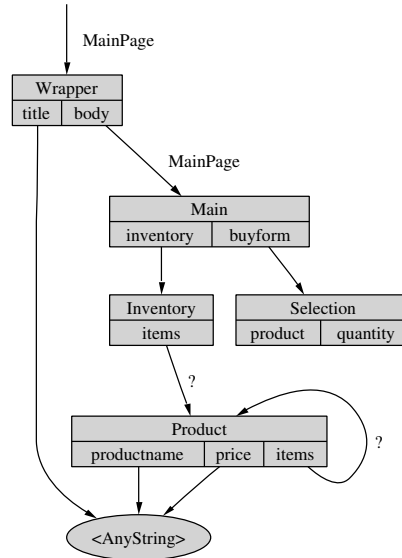 MainPage
Wrapper
title body
MainPage
Main
inventory buyform
Inventory Selection
items product quantity
?
Product ?
productname price items
<AnyString>